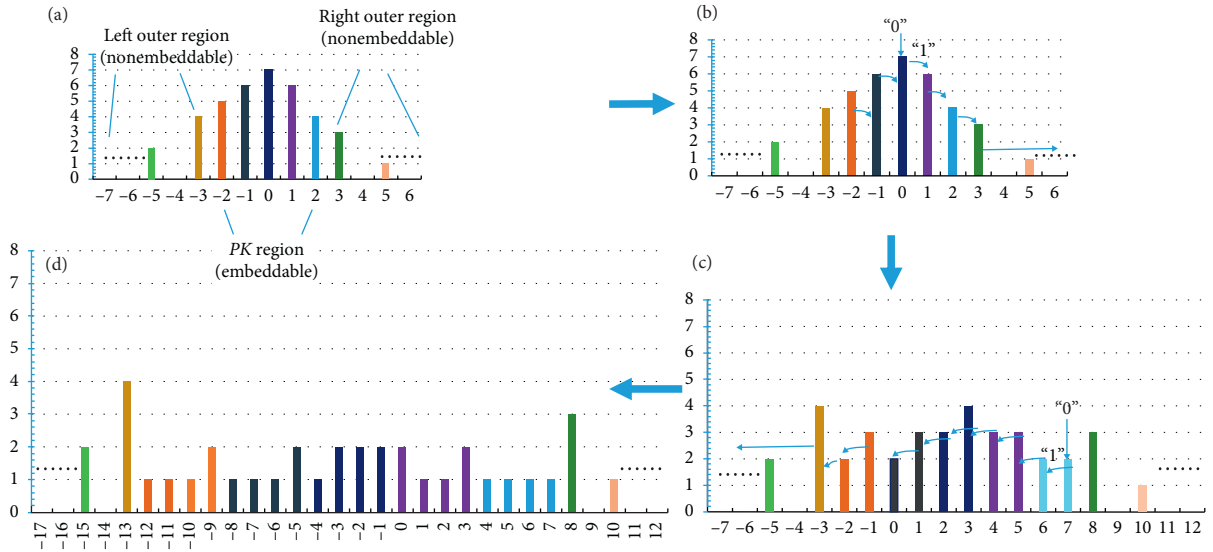 (a)
Left outer region
(nonembeddable)
Right outer region
(nonembeddable)
8
7
6
5
4
3
2
1
0
–7 –6 –5 –4 –3 –2 –1 0 1 2 3 5 6
PK region
(embeddable)
(b)
"0"
"1"
8
7
6
5
4
3
2
1
0
–7 –6 –5 –4 –3 –2 –1 0 1 2 3 4 5 6
(c)
8
7
6
5
4
3
2
1
0
"0"
"1"
–7 –6 –5 –4 –3 –2 –1 0 1 2 3 4 5 6 7 8 9 10 11 12
(d)
8
7
6
5
4
3
2
1
0
–17 –16 –15 –14 –13 –12 –11 –10 –9 –8 –7 –6 –5 –4 –3 –2 –1 0 1 2 3 4 5 6 7 8 9 10 11 12